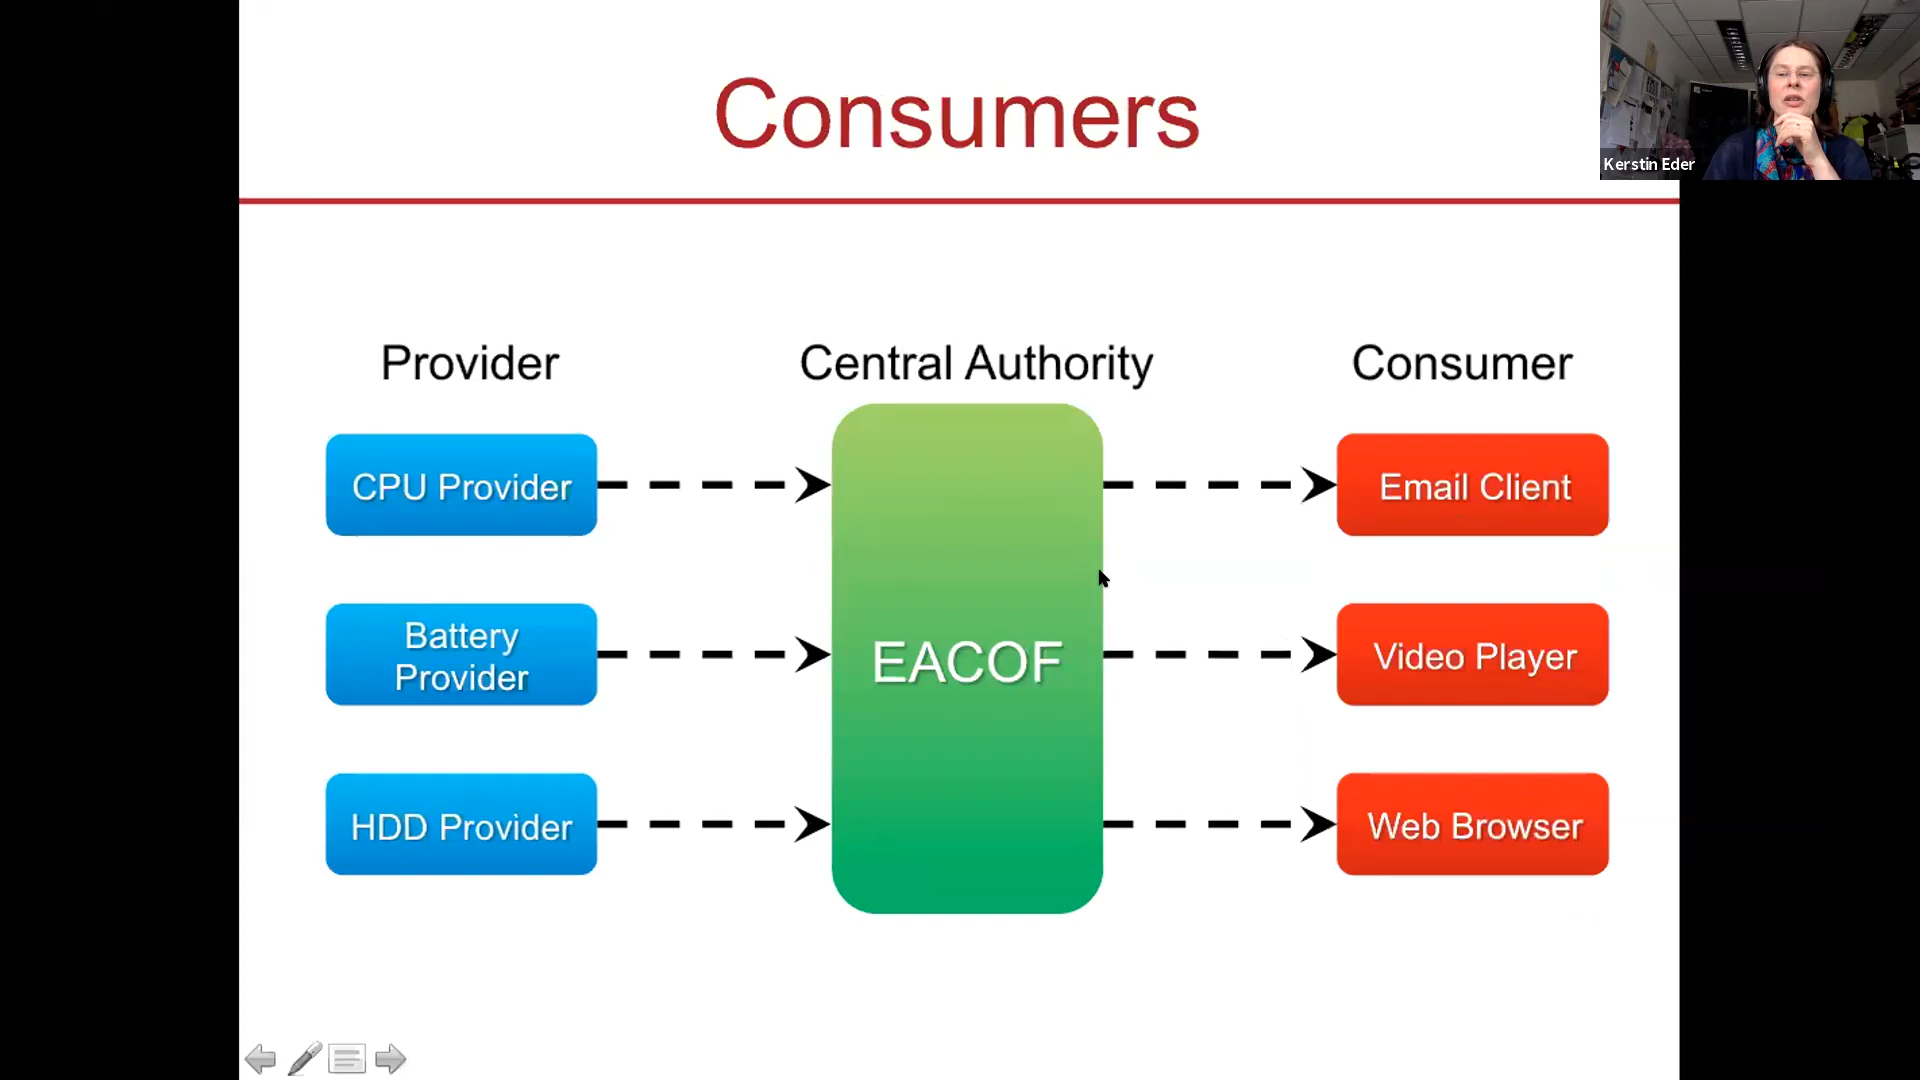 Consumers
Kerstin Eder
Provider
Central Authority
Consumer
CPU Provider
Email Client
Battery
Provider
EACOF
Video Player
HDD Provider
Web Browser